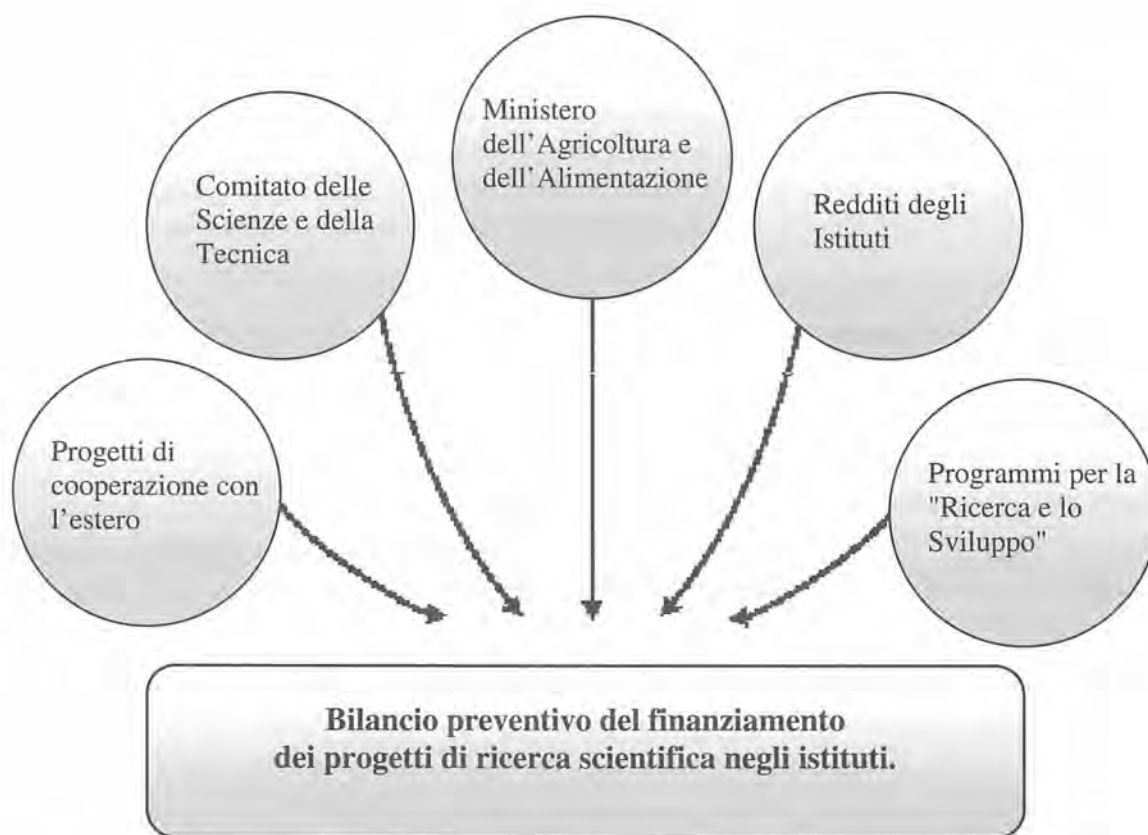 Ministero
dell'Agricoltura e
dell'Alimentazione
Comitato delle
Scienze e della
Tecnica
Redditi degli
Istituti
Progetti di
cooperazione con
l'estero
Programmi per la
"Ricerca e lo
Sviluppo"
Bilancio preventivo del finanziamento
dei progetti di ricerca scientifica negli istituti.